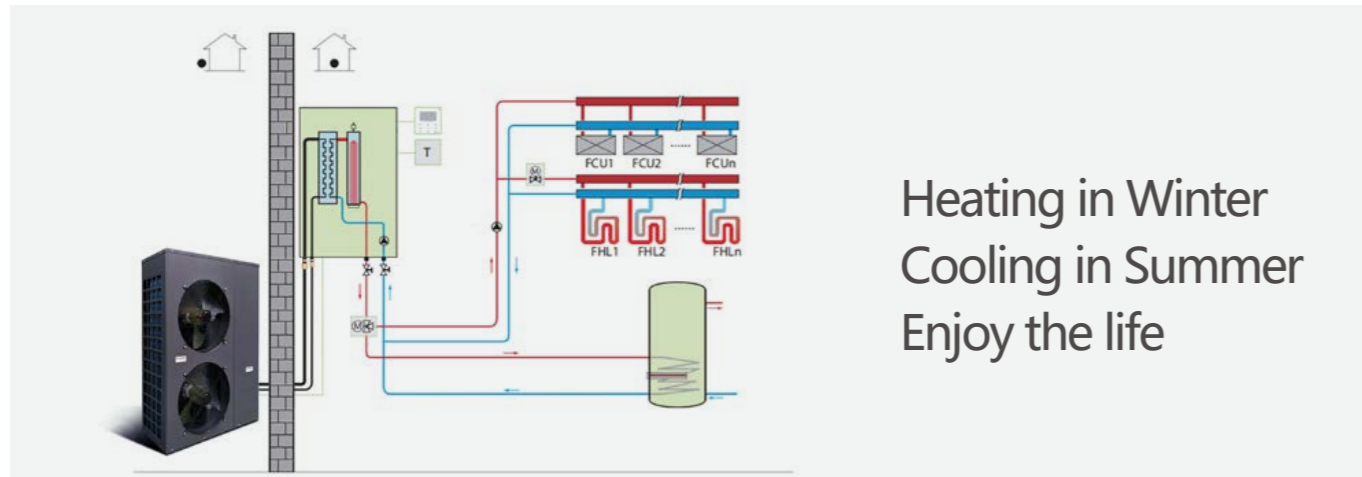 T
M
FCU1 FCU2 ...... FCUn
M
FHL1 FHL2 ...... FHLn
Heating in Winter
Cooling in Summer
Enjoy the life